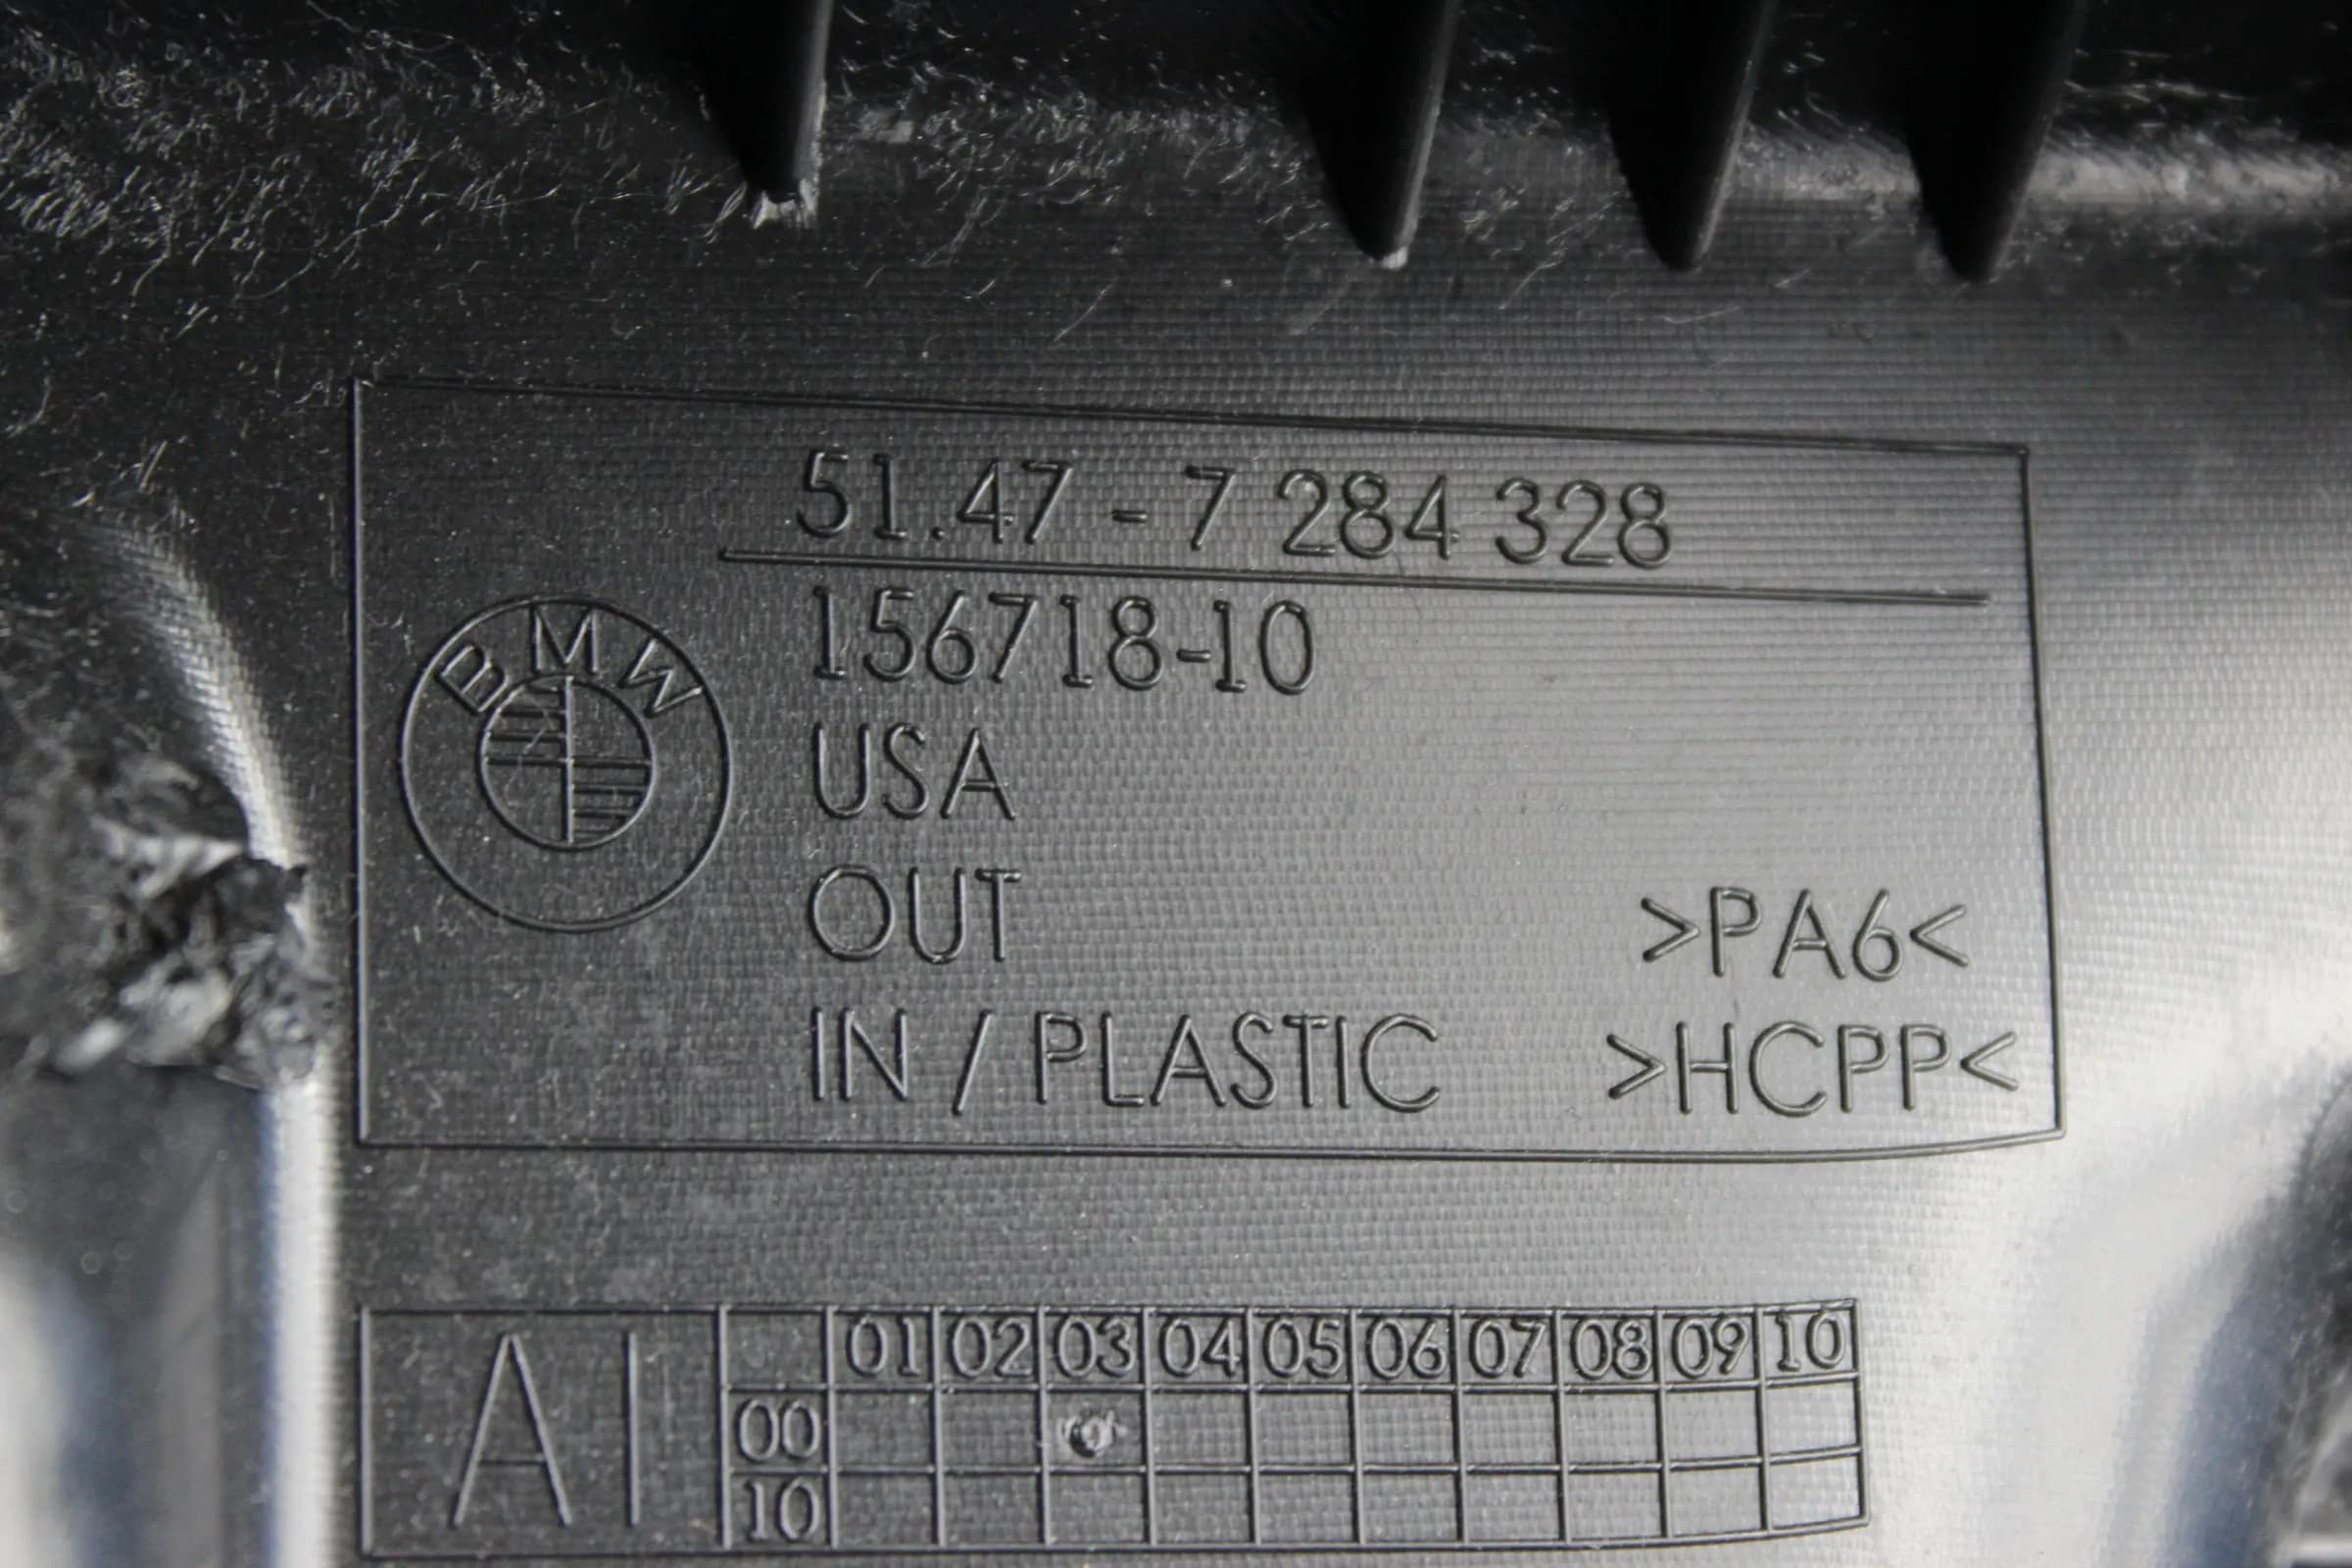 51.47 - 7 284 328
156718-10
BMW
USA
OUT >PA6<
IN / PLASTIC >HCPP<
AI 01 02 03 04 05 06 07 08 09 10
00
10